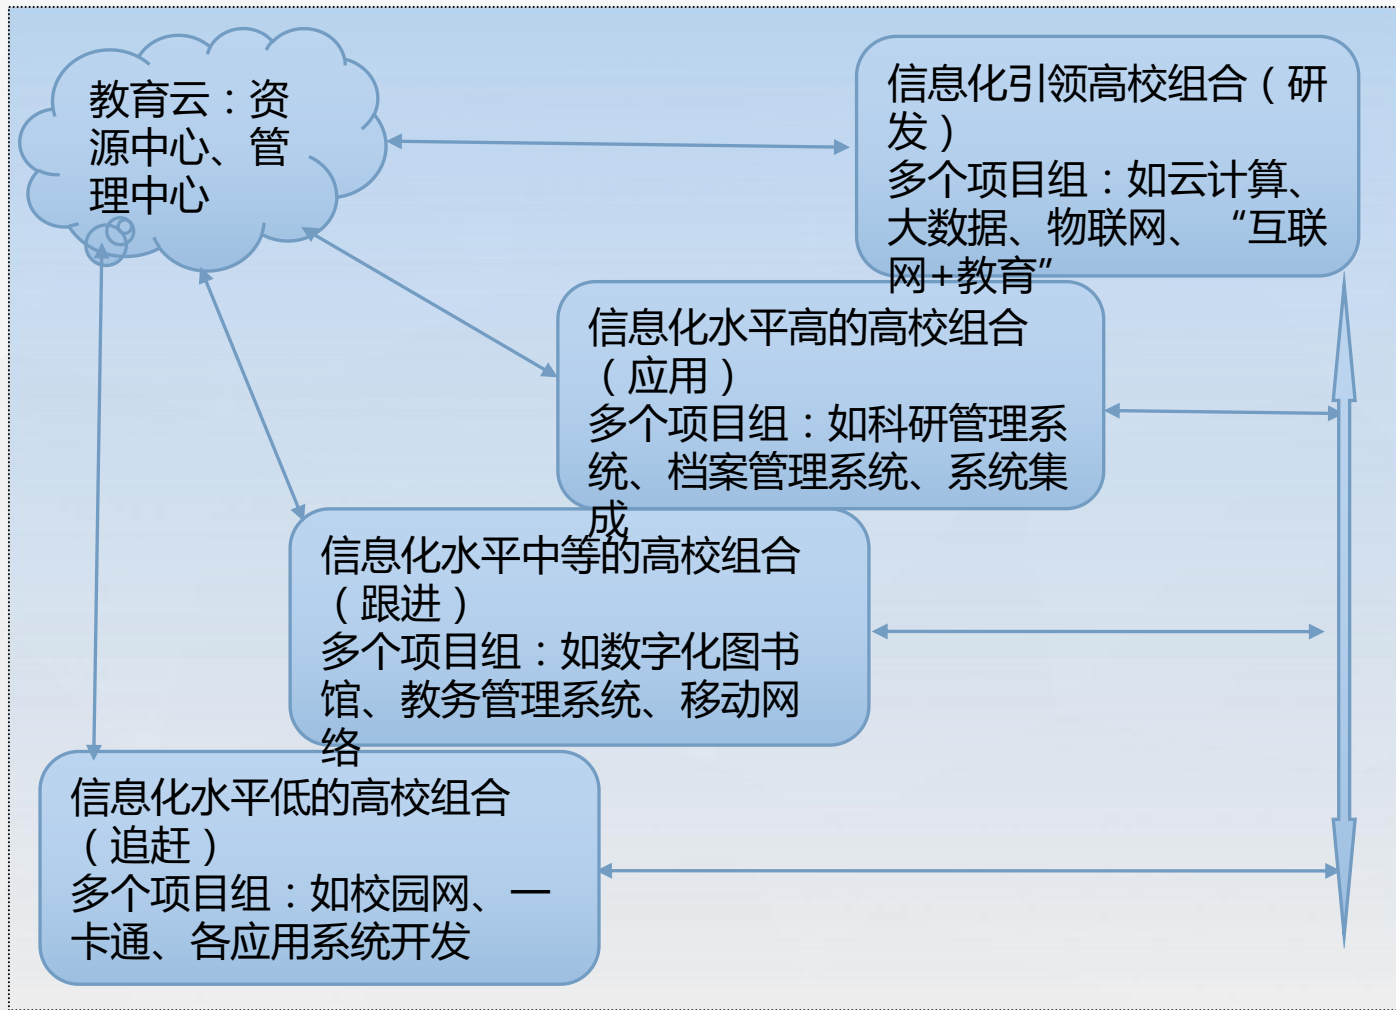 教育云：资
源中心、管
理中心
信息化引领高校组合（研
发）
多个项目组：如云计算、
大数据、物联网、“互联
网+教育”
信息化水平高的高校组合
（应用）
多个项目组：如科研管理系
统、档案管理系统、系统集
成
信息化水平中等的高校组合
（跟进）
多个项目组：如数字化图书
馆、教务管理系统、移动网
络
信息化水平低的高校组合
（追赶）
多个项目组：如校园网、一
卡通、各应用系统开发